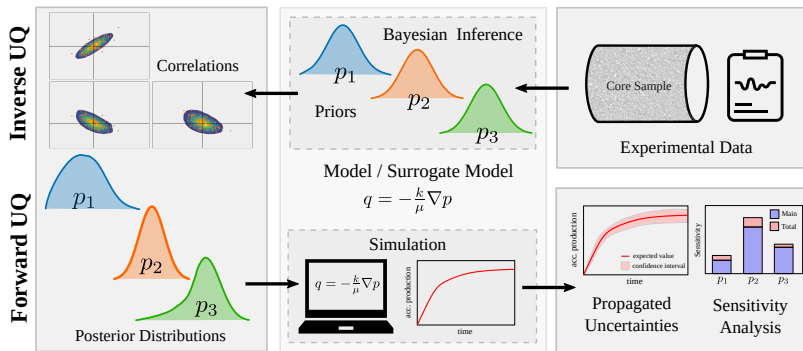 Inverse UQ
Correlations
Bayesian Inference
p₁
p₂
p₃
Priors
Core Sample
Experimental Data
Model / Surrogate Model
q = −k/μ ∇p
Forward UQ
p₁
p₂
p₃
Posterior Distributions
Simulation
q = −k/μ ∇p
acc. production
time
acc. production
expected value
confidence interval
time
Propagated
Uncertainties
Sensitivity
Main
Total
p₁ p₂ p₃
Sensitivity
Analysis